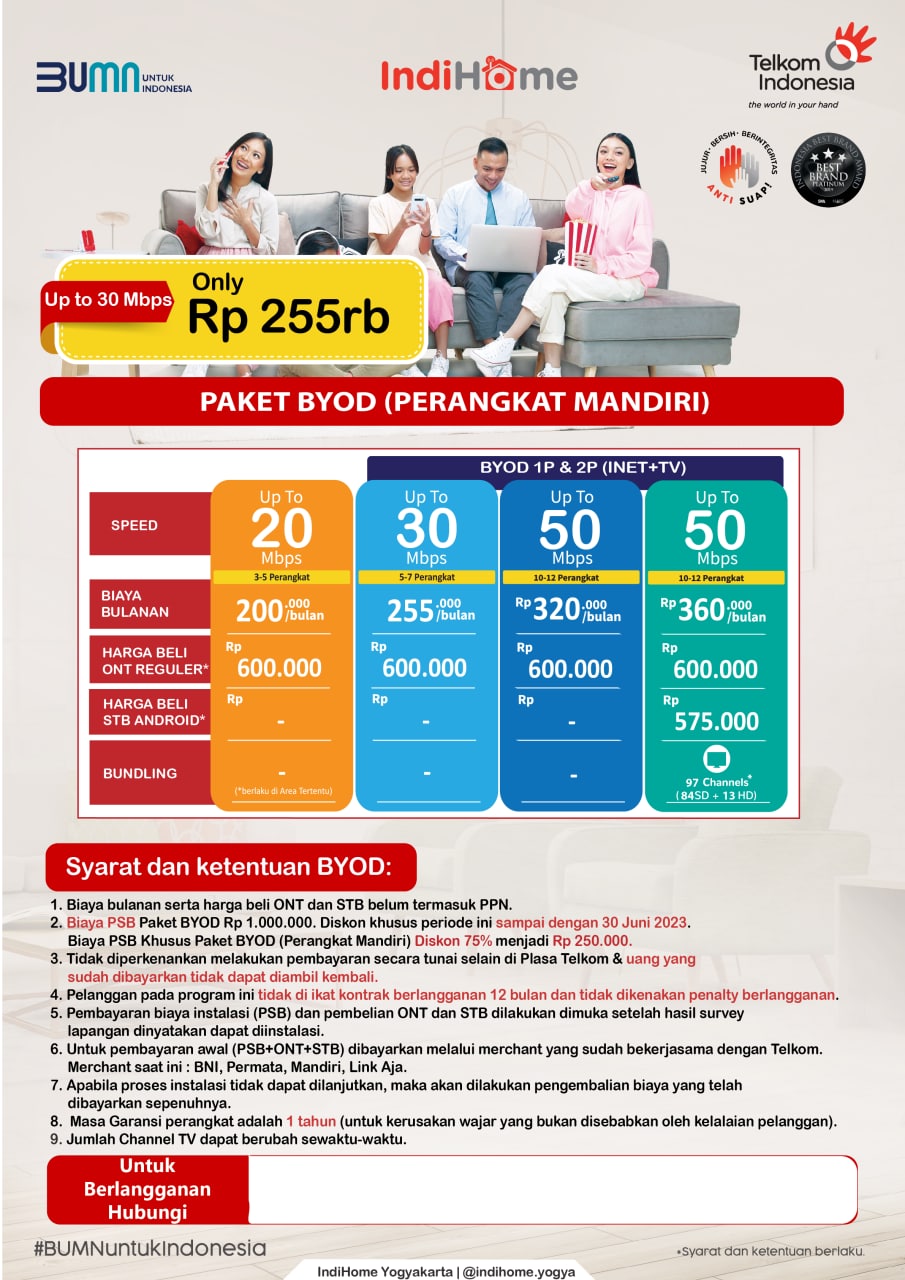 BUMN UNTUK
INDONESIA
IndiHome
Telkom
Indonesia
the world in your hand
JUJUR • BERSIH • BERINTEGRITAS
ANTI SUAP!
INDONESIA BEST BRAND AWARD
BEST
BRAND
PLATINUM
Up to 30 Mbps
Only
Rp 255rb
PAKET BYOD (PERANGKAT MANDIRI)
BYOD 1P & 2P (INET+TV)
SPEED
Up To
20
Mbps
3-5 Perangkat
Up To
30
Mbps
5-7 Perangkat
Up To
50
Mbps
10-12 Perangkat
Up To
50
Mbps
10-12 Perangkat
BIAYA
BULANAN
200.000/bulan
255.000/bulan
Rp 320.000/bulan
Rp 360.000/bulan
HARGA BELI
ONT REGULER*
Rp
600.000
Rp
600.000
Rp
600.000
Rp
600.000
HARGA BELI
STB ANDROID*
Rp
-
Rp
-
Rp
-
Rp
575.000
BUNDLING
-
(*berlaku di Area Tertentu)
-
-
97 Channels*
(84SD + 13 HD)
Syarat dan ketentuan BYOD:
1. Biaya bulanan serta harga beli ONT dan STB belum termasuk PPN.
2. Biaya PSB Paket BYOD Rp 1.000.000. Diskon khusus periode ini sampai dengan 30 Juni 2023.
Biaya PSB Khusus Paket BYOD (Perangkat Mandiri) Diskon 75% menjadi Rp 250.000.
3. Tidak diperkenankan melakukan pembayaran secara tunai selain di Plasa Telkom & uang yang
sudah dibayarkan tidak dapat diambil kembali.
4. Pelanggan pada program ini tidak di ikat kontrak berlangganan 12 bulan dan tidak dikenakan penalty berlangganan.
5. Pembayaran biaya instalasi (PSB) dan pembelian ONT dan STB dilakukan dimuka setelah hasil survey
lapangan dinyatakan dapat diinstalasi.
6. Untuk pembayaran awal (PSB+ONT+STB) dibayarkan melalui merchant yang sudah bekerjasama dengan Telkom.
Merchant saat ini : BNI, Permata, Mandiri, Link Aja.
7. Apabila proses instalasi tidak dapat dilanjutkan, maka akan dilakukan pengembalian biaya yang telah
dibayarkan sepenuhnya.
8. Masa Garansi perangkat adalah 1 tahun (untuk kerusakan wajar yang bukan disebabkan oleh kelalaian pelanggan).
9. Jumlah Channel TV dapat berubah sewaktu-waktu.
Untuk
Berlangganan
Hubungi
#BUMNuntukIndonesia
*Syarat dan ketentuan berlaku.
IndiHome Yogyakarta | @indihome.yogya